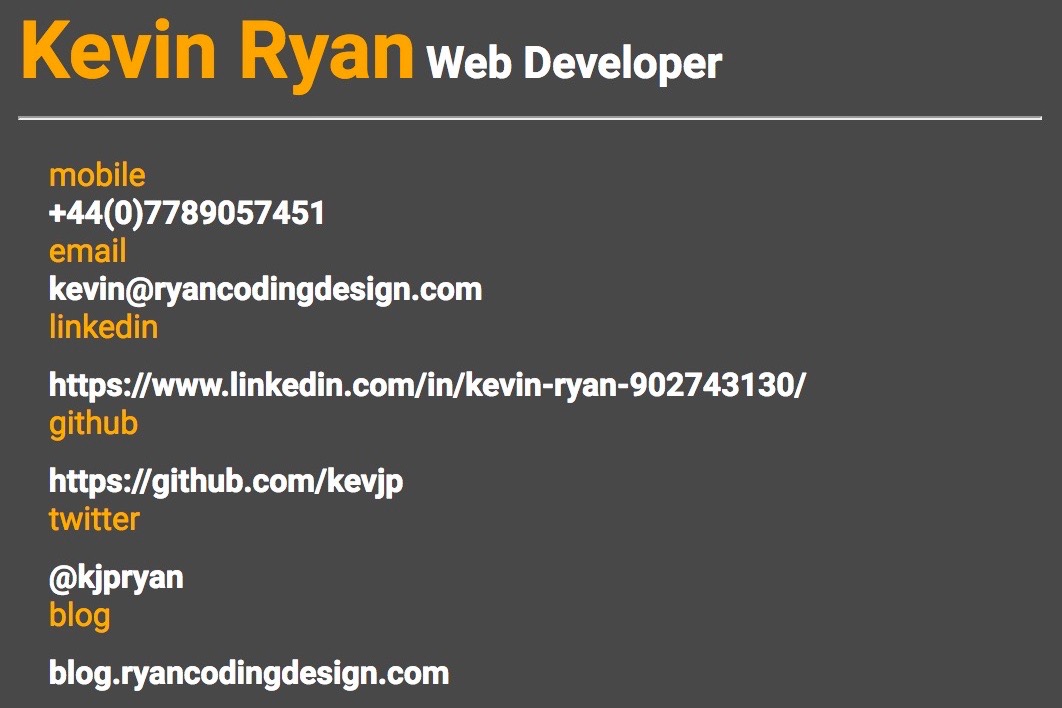 Kevin Ryan Web Developer
mobile
+44(0)7789057451
email
kevin@ryancodingdesign.com
linkedin
https://www.linkedin.com/in/kevin-ryan-902743130/
github
https://github.com/kevjp
twitter
@kjpryan
blog
blog.ryancodingdesign.com